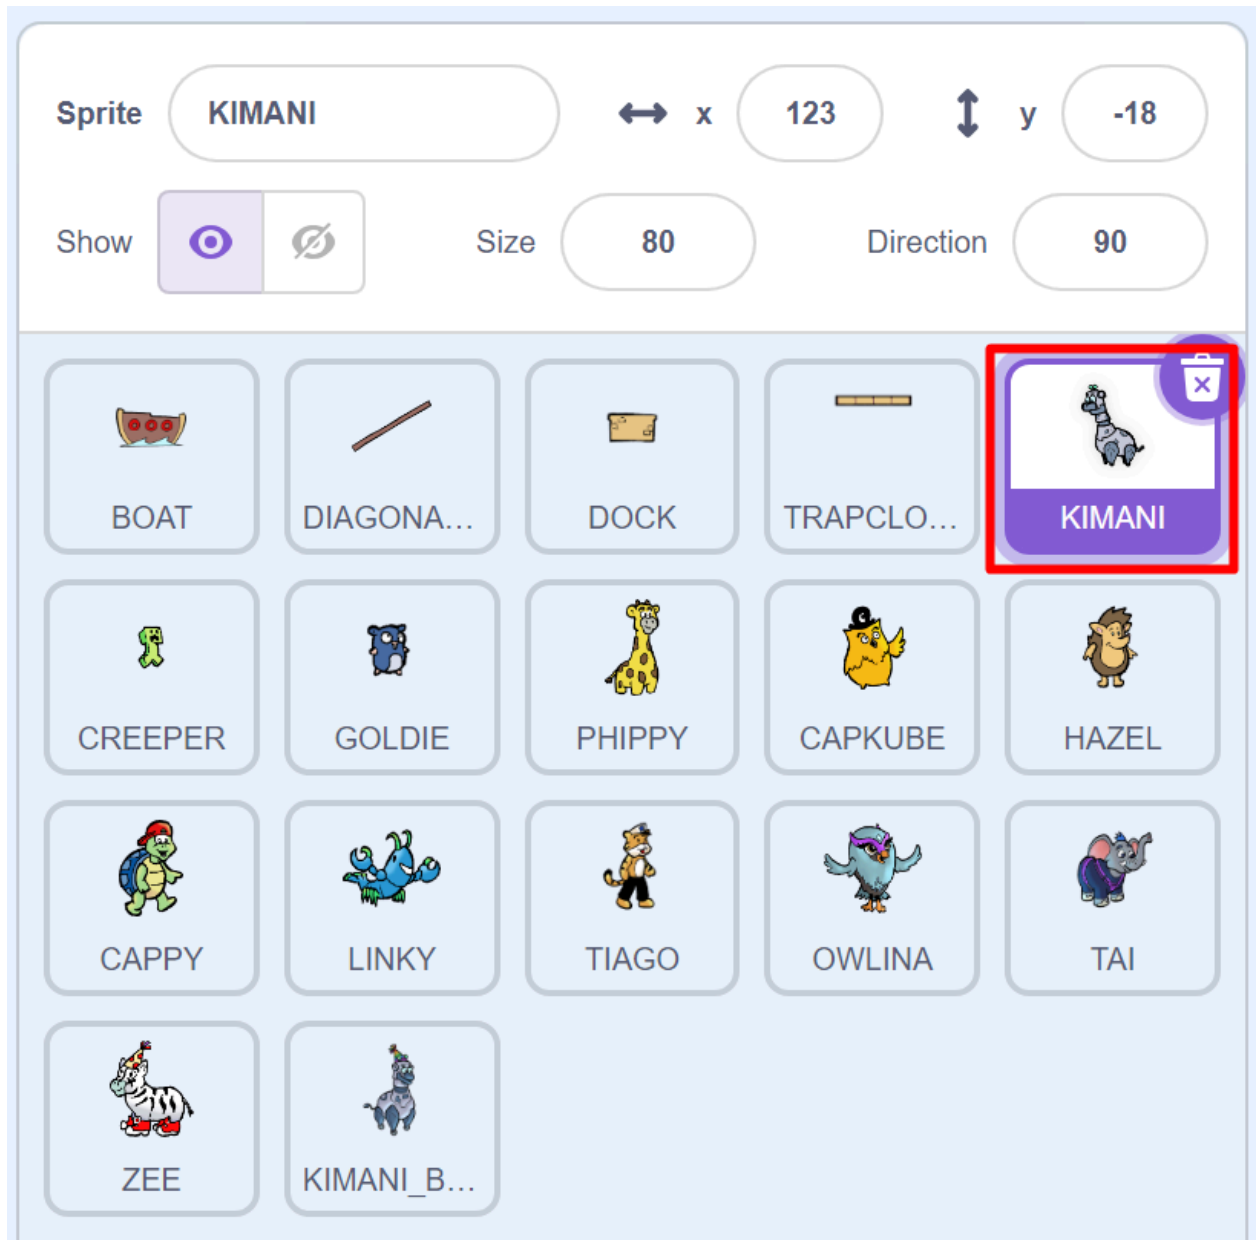 Sprite KIMANI x 123 y -18
Show Size 80 Direction 90
BOAT DIAGONA... DOCK TRAPCLO... KIMANI
CREEPER GOLDIE PHIPPY CAPKUBE HAZEL
CAPPY LINKY TIAGO OWLINA TAI
ZEE KIMANI_B...